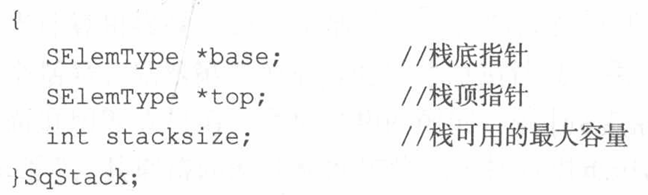 {
SElemType *base; //栈底指针
SElemType *top; //栈顶指针
int stacksize; //栈可用的最大容量
}SqStack;